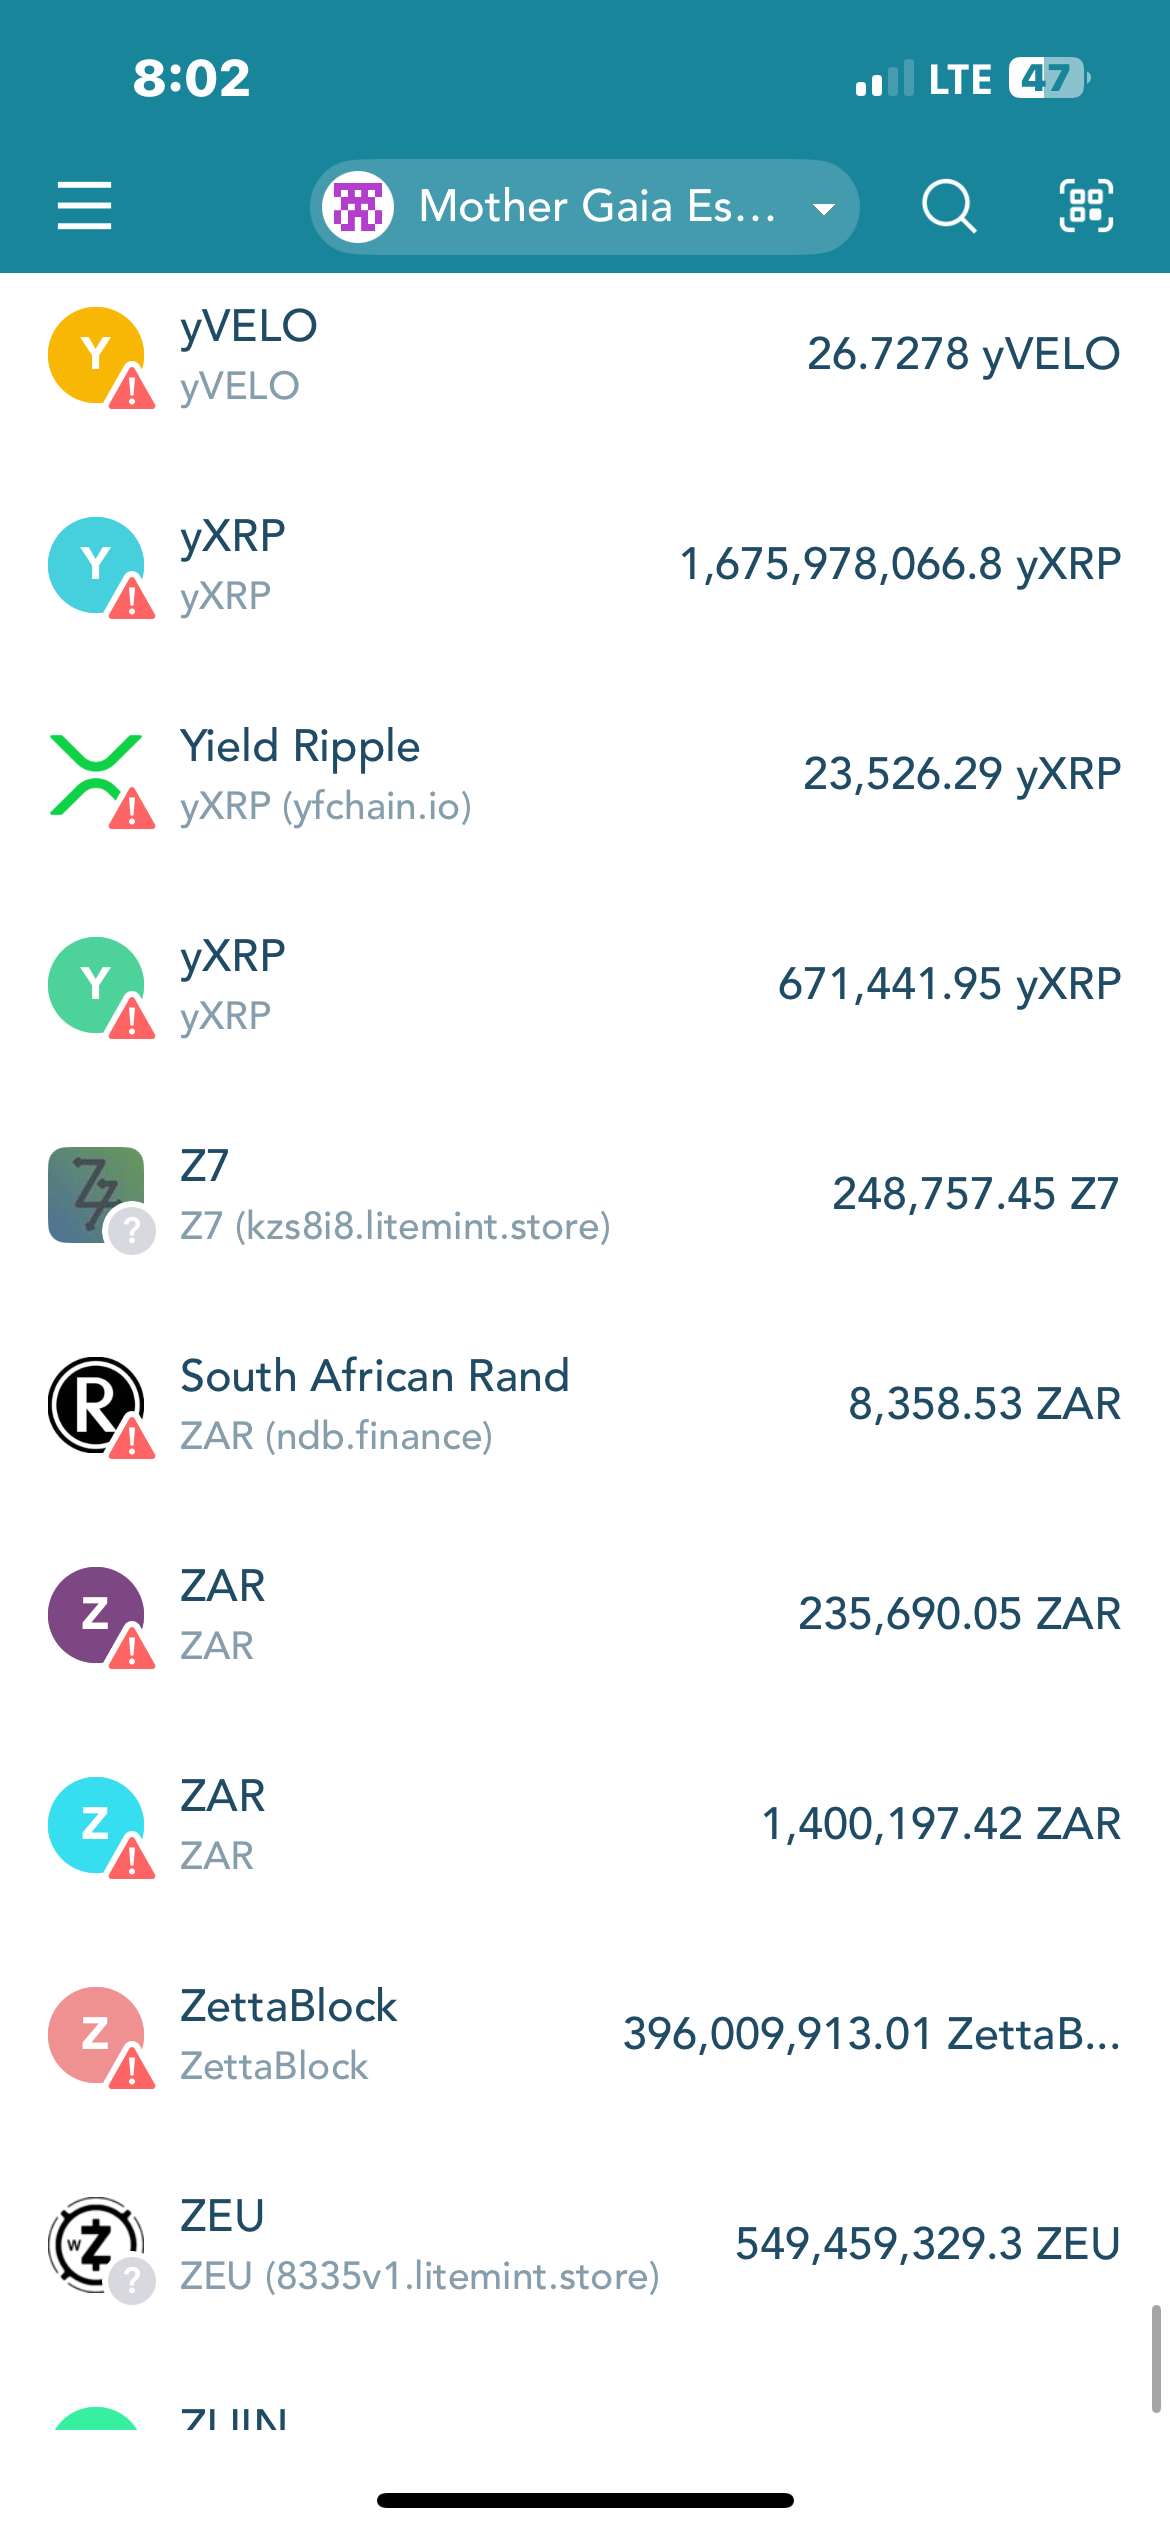 8:02
LTE 47
Mother Gaia Es...
Y
yVELO
yVELO
26.7278 yVELO
Y
yXRP
yXRP
1,675,978,066.8 yXRP
Yield Ripple
yXRP (yfchain.io)
23,526.29 yXRP
Y
yXRP
yXRP
671,441.95 yXRP
Z7
Z7
Z7 (kzs8i8.litemint.store)
248,757.45 Z7
R
South African Rand
ZAR (ndb.finance)
8,358.53 ZAR
Z
ZAR
ZAR
235,690.05 ZAR
Z
ZAR
ZAR
1,400,197.42 ZAR
Z
ZettaBlock
ZettaBlock
396,009,913.01 ZettaB...
W Z
ZEU
ZEU (8335v1.litemint.store)
549,459,329.3 ZEU